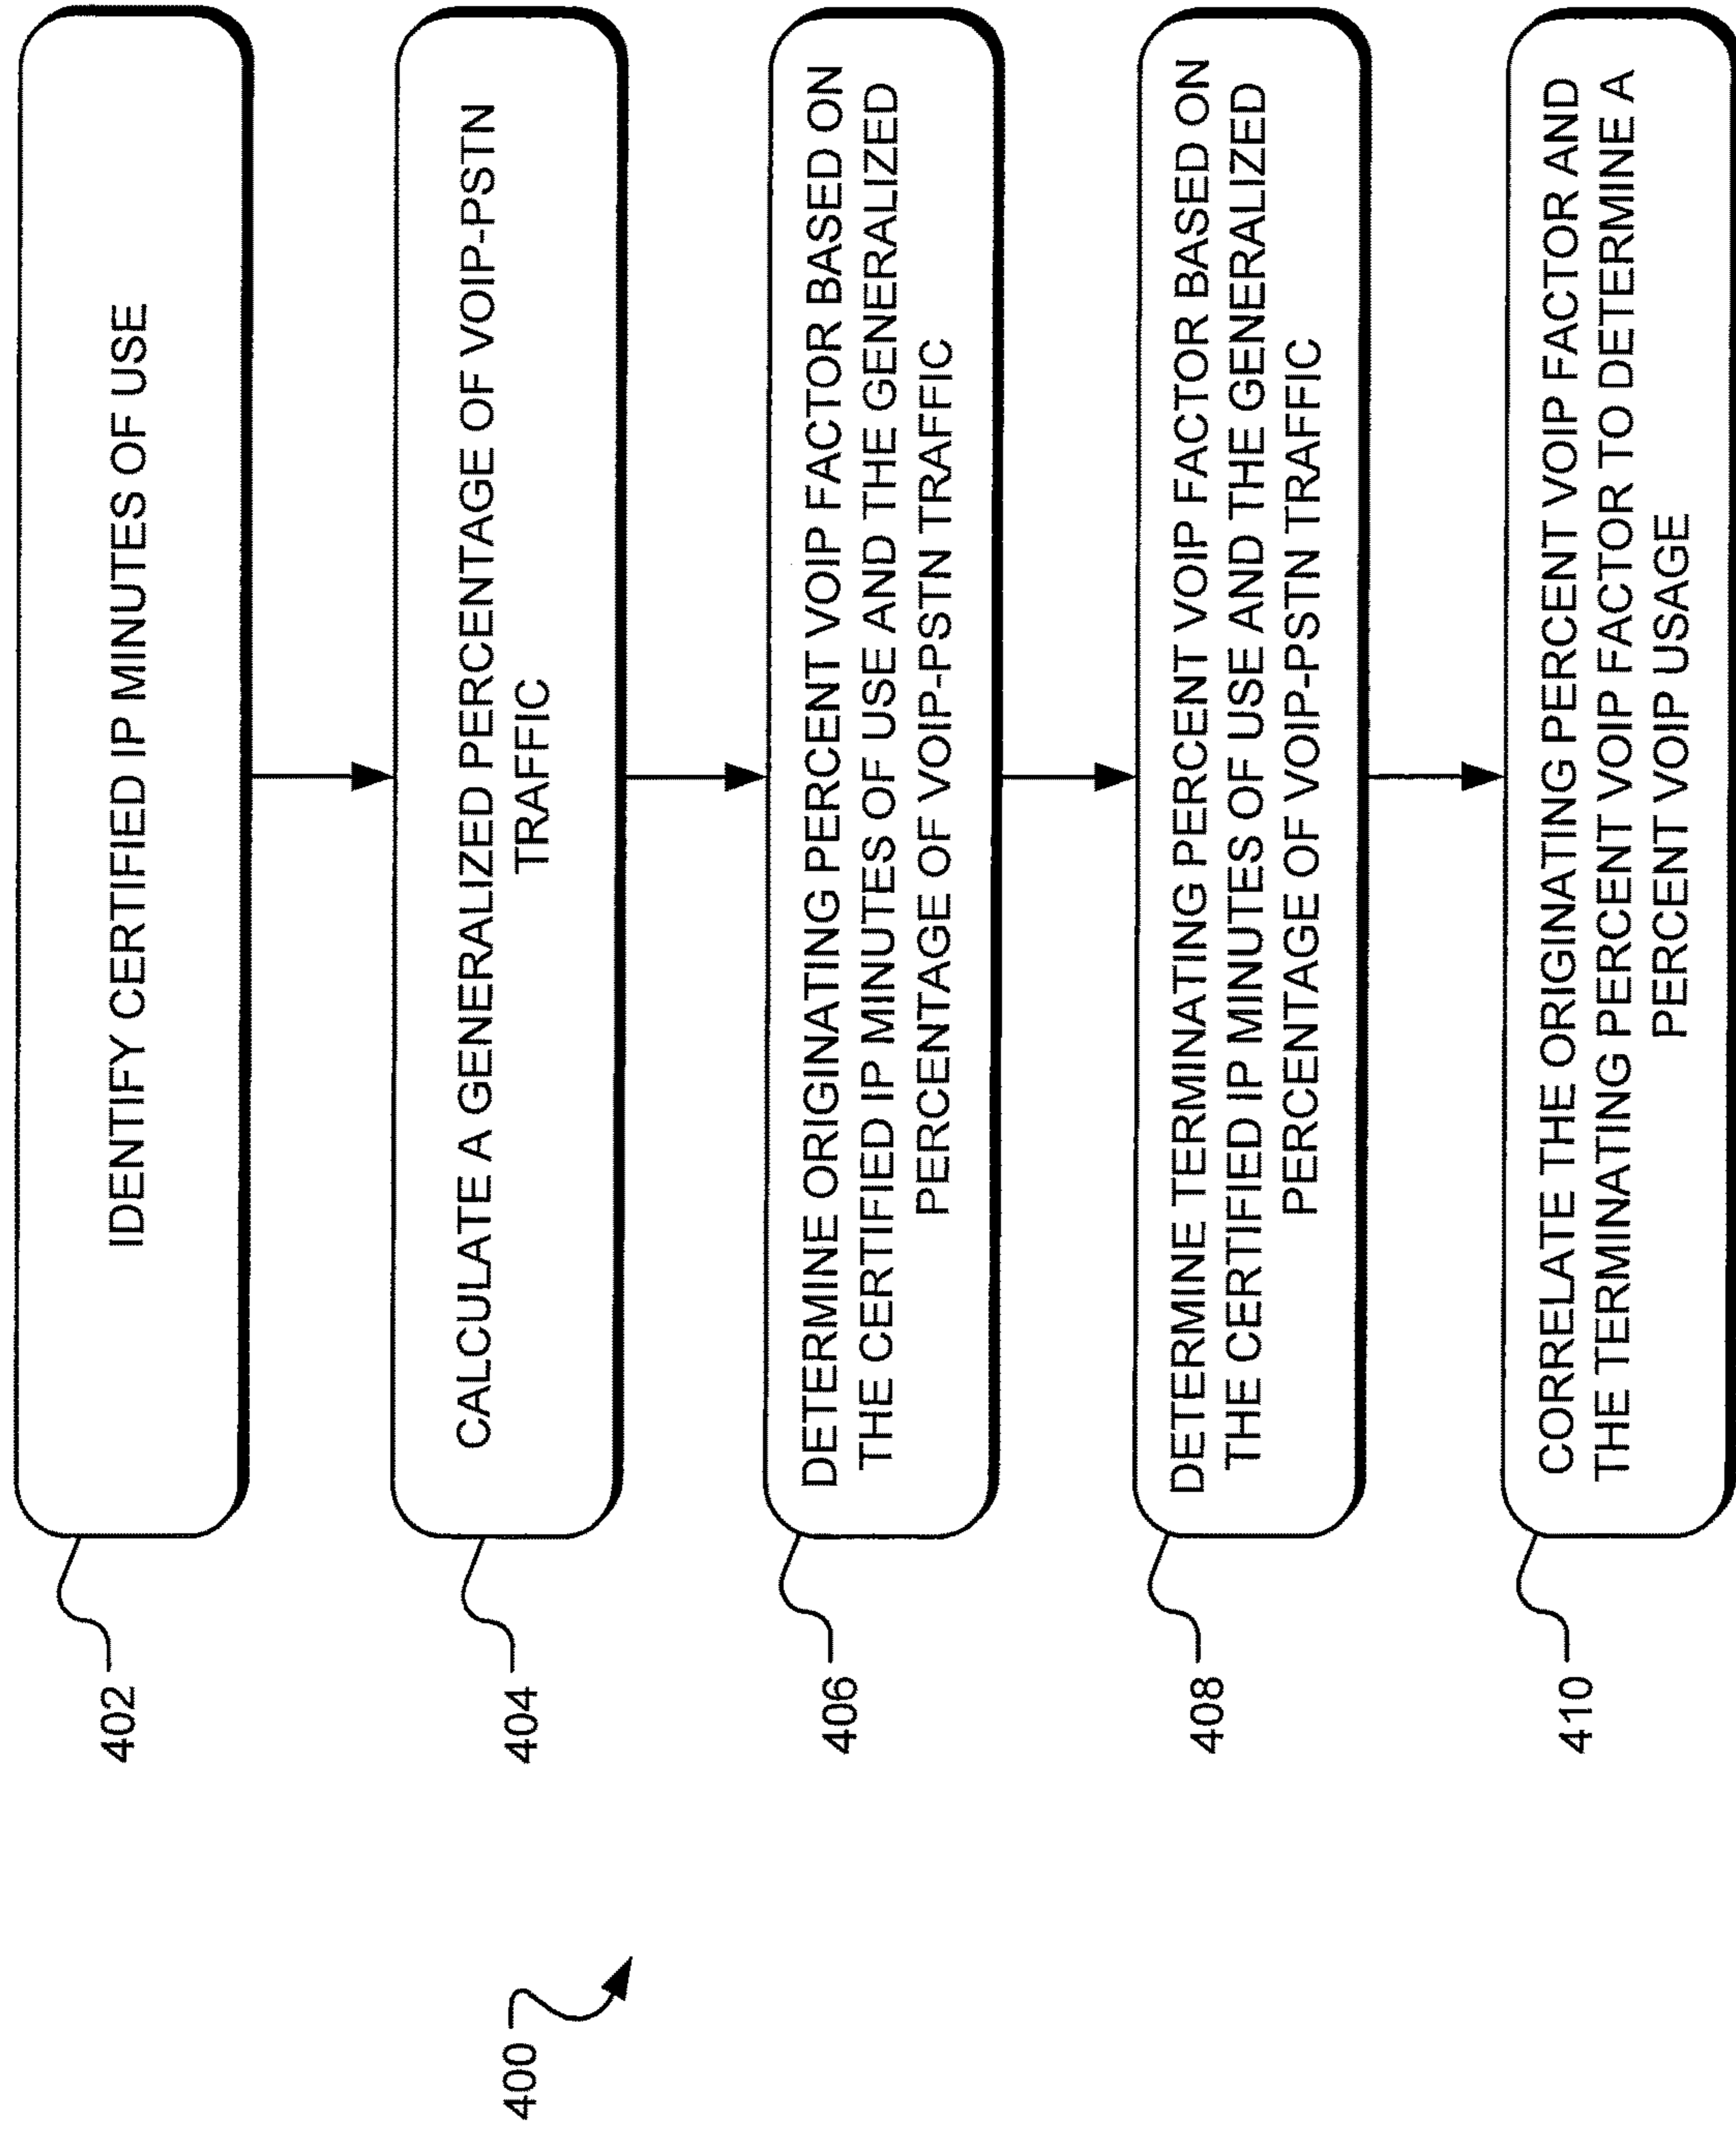 400
402
IDENTIFY CERTIFIED IP MINUTES OF USE
404
CALCULATE A GENERALIZED PERCENTAGE OF VOIP-PSTN
TRAFFIC
406
DETERMINE ORIGINATING PERCENT VOIP FACTOR BASED ON
THE CERTIFIED IP MINUTES OF USE AND THE GENERALIZED
PERCENTAGE OF VOIP-PSTN TRAFFIC
408
DETERMINE TERMINATING PERCENT VOIP FACTOR BASED ON
THE CERTIFIED IP MINUTES OF USE AND THE GENERALIZED
PERCENTAGE OF VOIP-PSTN TRAFFIC
410
CORRELATE THE ORIGINATING PERCENT VOIP FACTOR AND
THE TERMINATING PERCENT VOIP FACTOR TO DETERMINE A
PERCENT VOIP USAGE